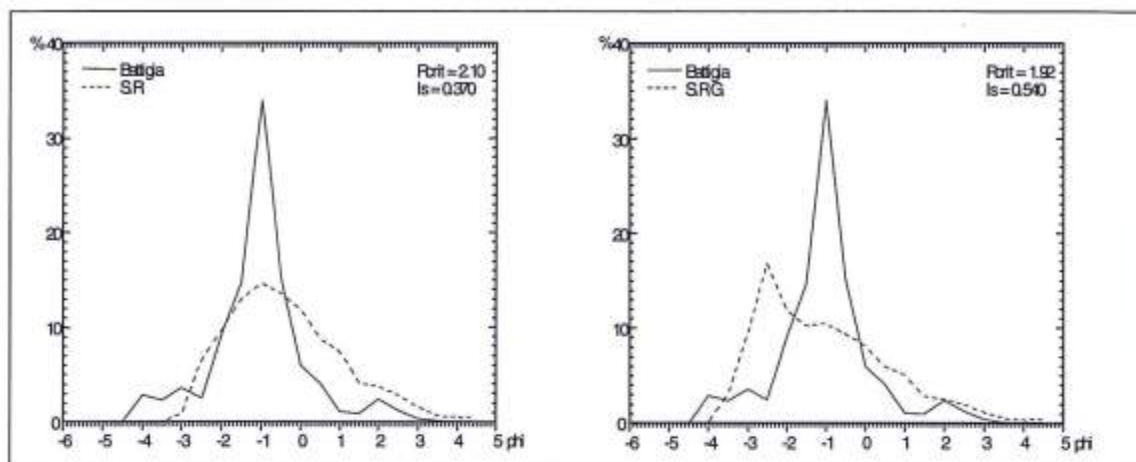 %40
Battigia
S.R
Rcrit = 2.10
Is = 0.370
30
20
10
0
-6 -5 -4 -3 -2 -1 0 1 2 3 4 5 phi
%40
Battigia
S.R.G.
Rcrit = 1.92
Is = 0.540
30
20
10
0
-6 -5 -4 -3 -2 -1 0 1 2 3 4 5 phi